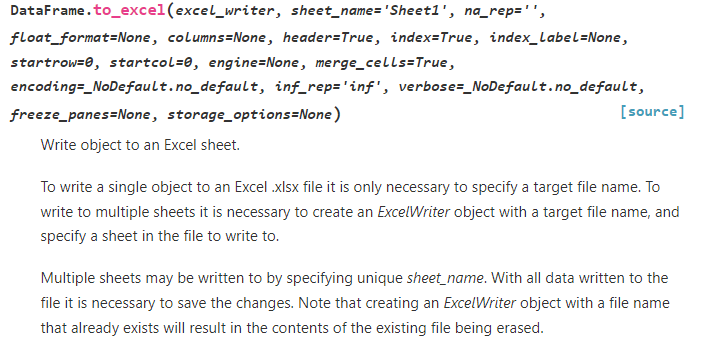 DataFrame.to_excel(excel_writer, sheet_name='Sheet1', na_rep='',
float_format=None, columns=None, header=True, index=True, index_label=None,
startrow=0, startcol=0, engine=None, merge_cells=True,
encoding=_NoDefault.no_default, inf_rep='inf', verbose=_NoDefault.no_default,
freeze_panes=None, storage_options=None) [source]
Write object to an Excel sheet.
To write a single object to an Excel .xlsx file it is only necessary to specify a target file name. To
write to multiple sheets it is necessary to create an ExcelWriter object with a target file name, and
specify a sheet in the file to write to.
Multiple sheets may be written to by specifying unique sheet_name. With all data written to the
file it is necessary to save the changes. Note that creating an ExcelWriter object with a file name
that already exists will result in the contents of the existing file being erased.